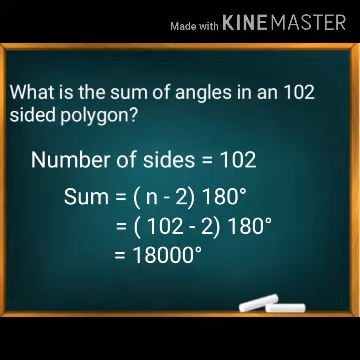 Made with KINEMASTER
What is the sum of angles in an 102
sided polygon?
Number of sides = 102
Sum = ( n - 2) 180°
= ( 102 - 2) 180°
= 18000°